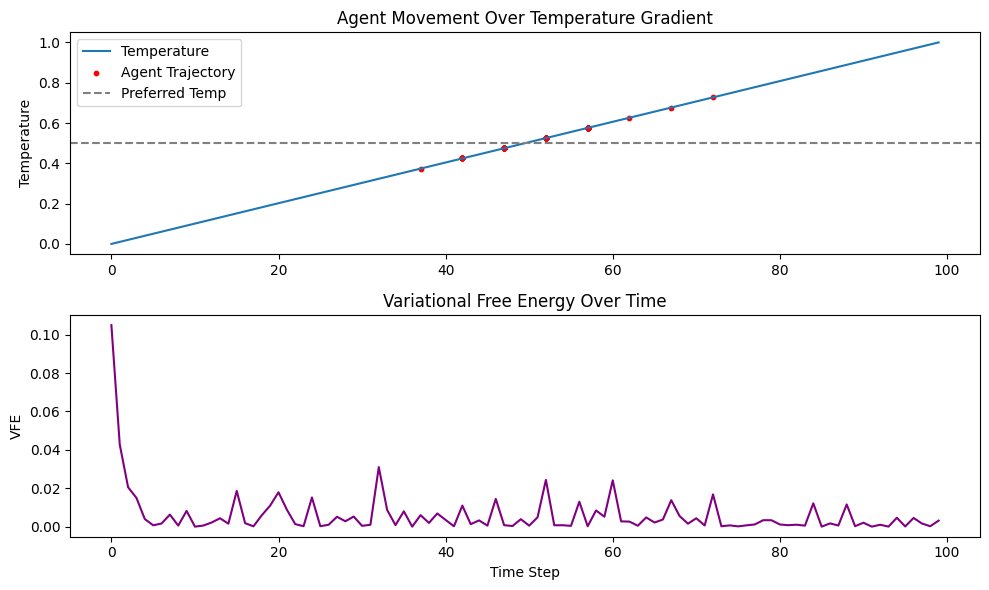 Agent Movement Over Temperature Gradient
Temperature
Agent Trajectory
Preferred Temp
Temperature
1.0
0.8
0.6
0.4
0.2
0.0
0 20 40 60 80 100
Variational Free Energy Over Time
VFE
0.10
0.08
0.06
0.04
0.02
0.00
0 20 40 60 80 100
Time Step